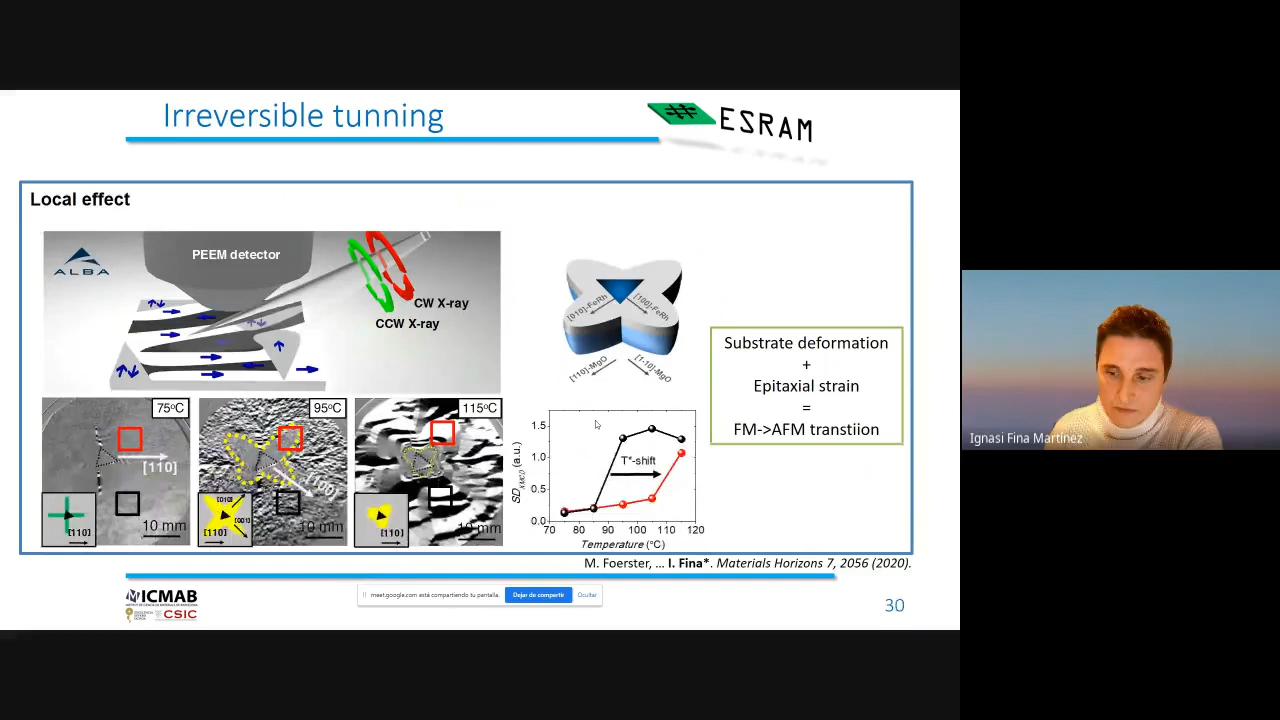 Irreversible tunning
ESRAM
Local effect
ALBA
PEEM detector
CW X-ray
CCW X-ray
[010]-FeRh
[100]-FeRh
[110]-MgO
[1-10]-MgO
Substrate deformation
+
Epitaxial strain
=
FM->AFM transtiion
75ºC
[110]
[110]
10 mm
95ºC
[100]
[010]
[001]
[110]
10 mm
115ºC
[110]
10 mm
SDXMCD (a.u.)
1.5
1.0
0.5
0.0
T*-shift
70 80 90 100 110 120
Temperature (°C)
M. Foerster, ... I. Fina*. Materials Horizons 7, 2056 (2020).
ICMAB
CSIC
meet.google.com está compartiendo tu pantalla.
Dejar de compartir
Ocultar
30
Ignasi Fina Martínez